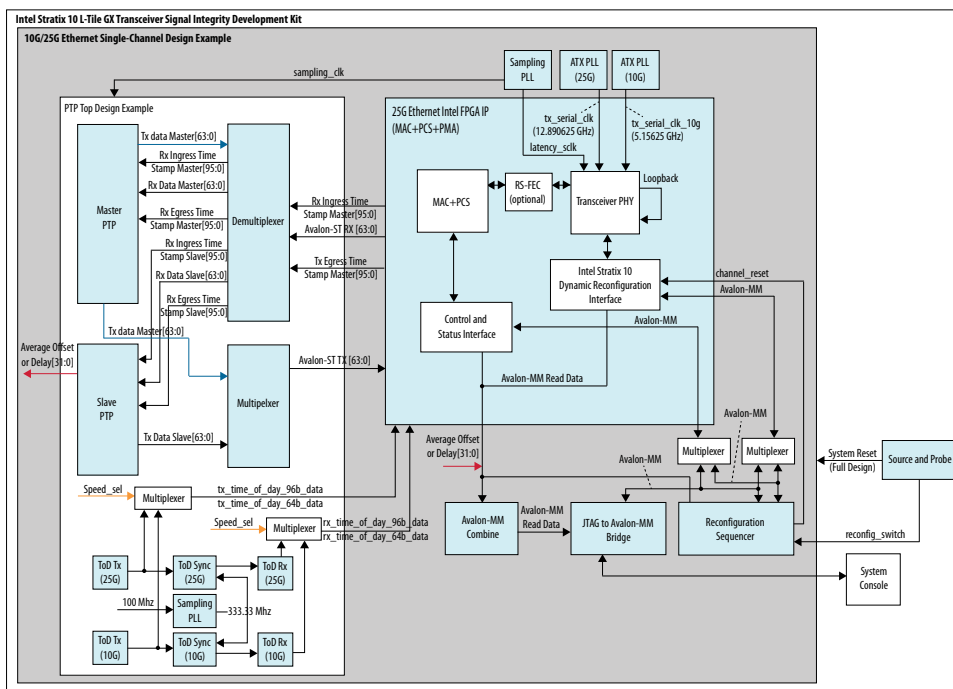 Intel Stratix 10 L-Tile GX Transceiver Signal Integrity Development Kit
10G/25G Ethernet Single-Channel Design Example
sampling_clk
Sampling
PLL
ATX PLL
(25G)
ATX PLL
(10G)
PTP Top Design Example
25G Ethernet Intel FPGA IP
(MAC+PCS+PMA)
tx_serial_clk
(12.890625 GHz)
tx_serial_clk_10g
(5.15625 GHz)
latency_sclk
Master
PTP
Tx data Master[63:0]
Rx Ingress Time
Stamp Master[95:0]
Rx Data Master[63:0]
Rx Egress Time
Stamp Master[95:0]
Rx Ingress Time
Stamp Slave[95:0]
Rx Data Slave[63:0]
Rx Egress Time
Stamp Slave[95:0]
Tx data Master[63:0]
Demultiplexer
Rx Ingress Time
Stamp Master[95:0]
Avalon-ST RX [63:0]
Tx Egress Time
Stamp Master[95:0]
MAC+PCS
RS-FEC
(optional)
Transceiver PHY
Loopback
Intel Stratix 10
Dynamic Reconfiguration
Interface
channel_reset
Avalon-MM
Control and
Status Interface
Avalon-MM
Avalon-MM Read Data
Average Offset
or Delay[31:0]
Slave
PTP
Multipelxer
Avalon-ST TX [63:0]
Tx Data Slave[63:0]
Average Offset
or Delay[31:0]
Avalon-MM
Avalon-MM
Multiplexer
Multiplexer
System Reset
(Full Design)
Source and Probe
Speed_sel
Multiplexer
tx_time_of_day_96b_data
tx_time_of_day_64b_data
Speed_sel
Multiplexer
rx_time_of_day_96b_data
rx_time_of_day_64b_data
Avalon-MM
Combine
Avalon-MM
Read Data
JTAG to Avalon-MM
Bridge
Reconfiguration
Sequencer
reconfig_switch
System
Console
ToD Tx
(25G)
ToD Sync
(25G)
ToD Rx
(25G)
100 Mhz
Sampling
PLL
333.33 Mhz
ToD Tx
(10G)
ToD Sync
(10G)
ToD Rx
(10G)